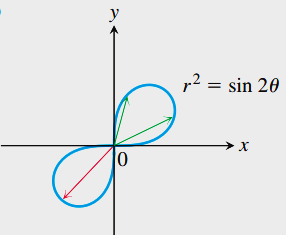 y
r² = sin 2θ
x
0